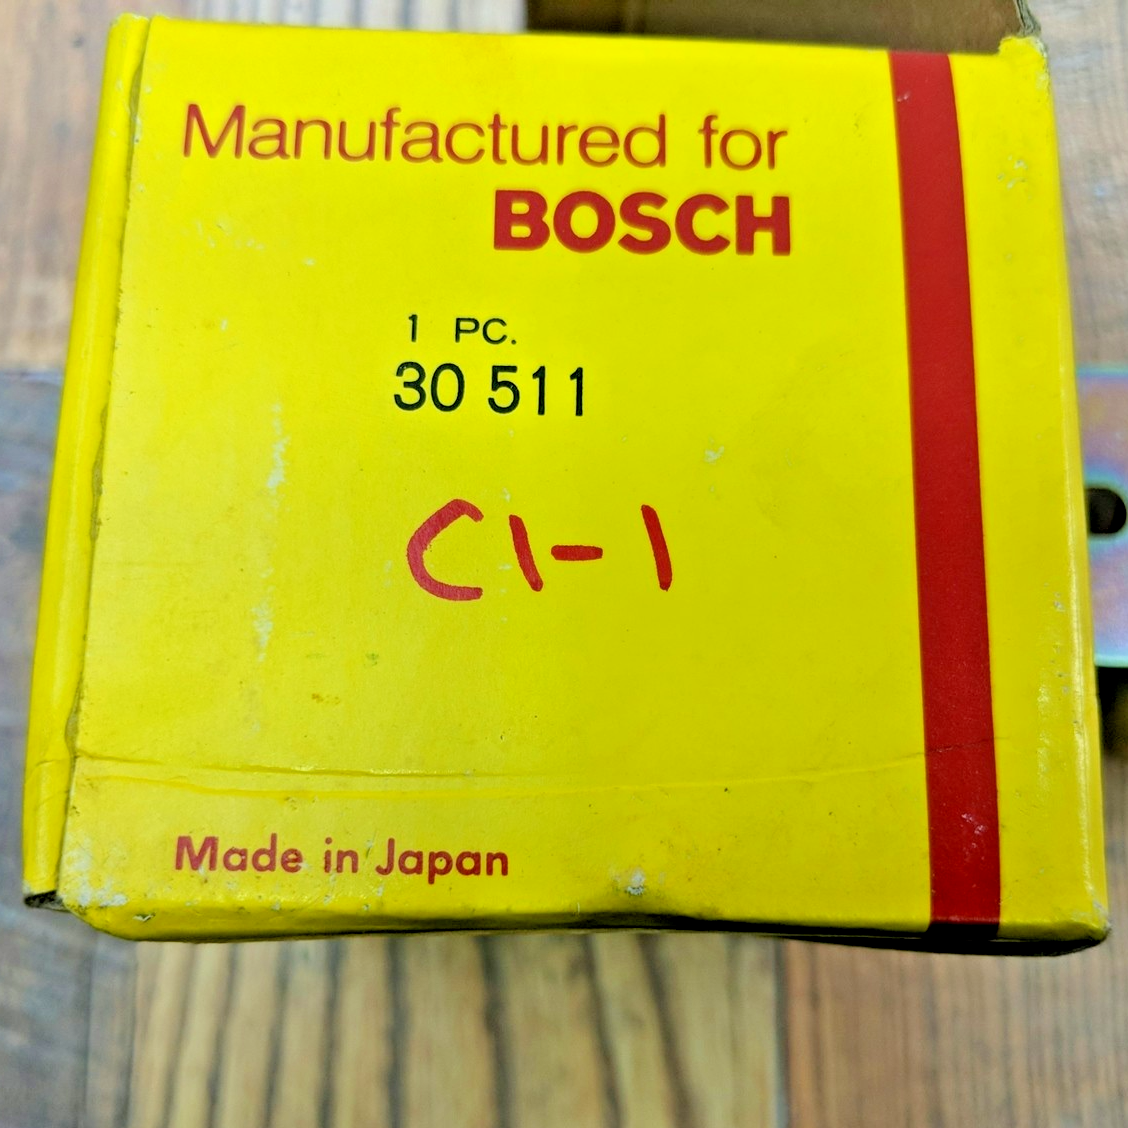 Manufactured for
BOSCH
1 PC.
30 511
C1-1
Made in Japan